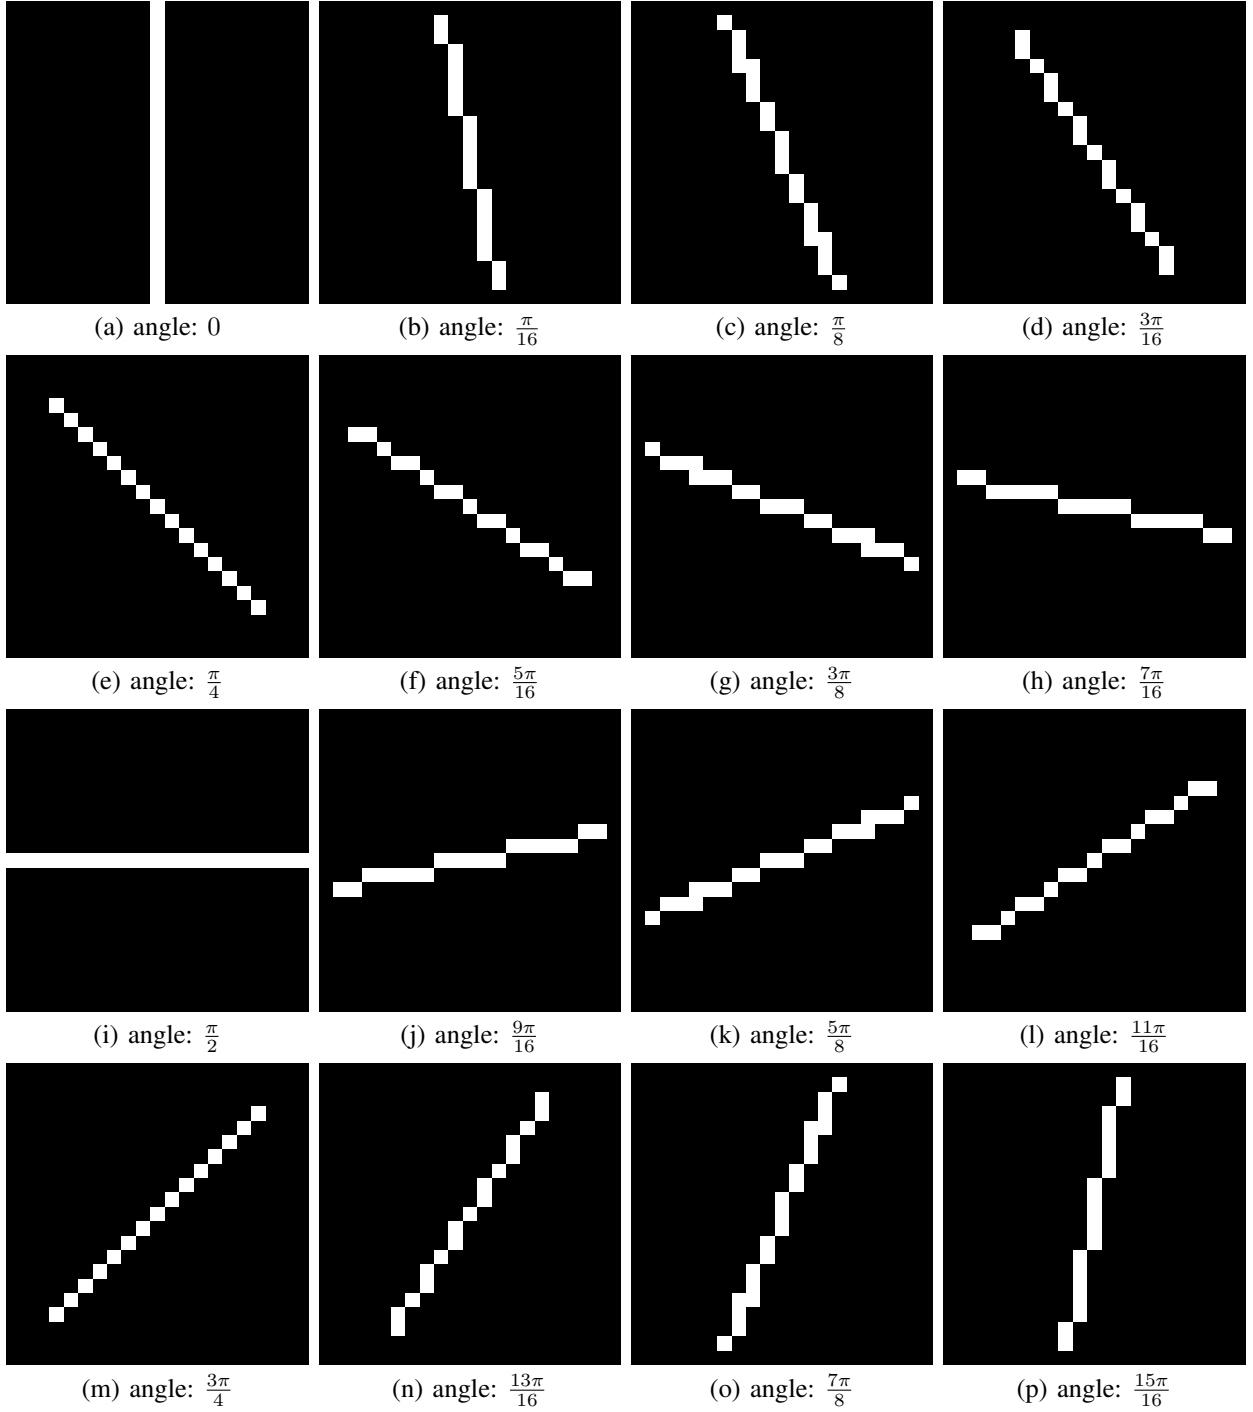 (a) angle: 0
(b) angle: π/16
(c) angle: π/8
(d) angle: 3π/16
(e) angle: π/4
(f) angle: 5π/16
(g) angle: 3π/8
(h) angle: 7π/16
(i) angle: π/2
(j) angle: 9π/16
(k) angle: 5π/8
(l) angle: 11π/16
(m) angle: 3π/4
(n) angle: 13π/16
(o) angle: 7π/8
(p) angle: 15π/16